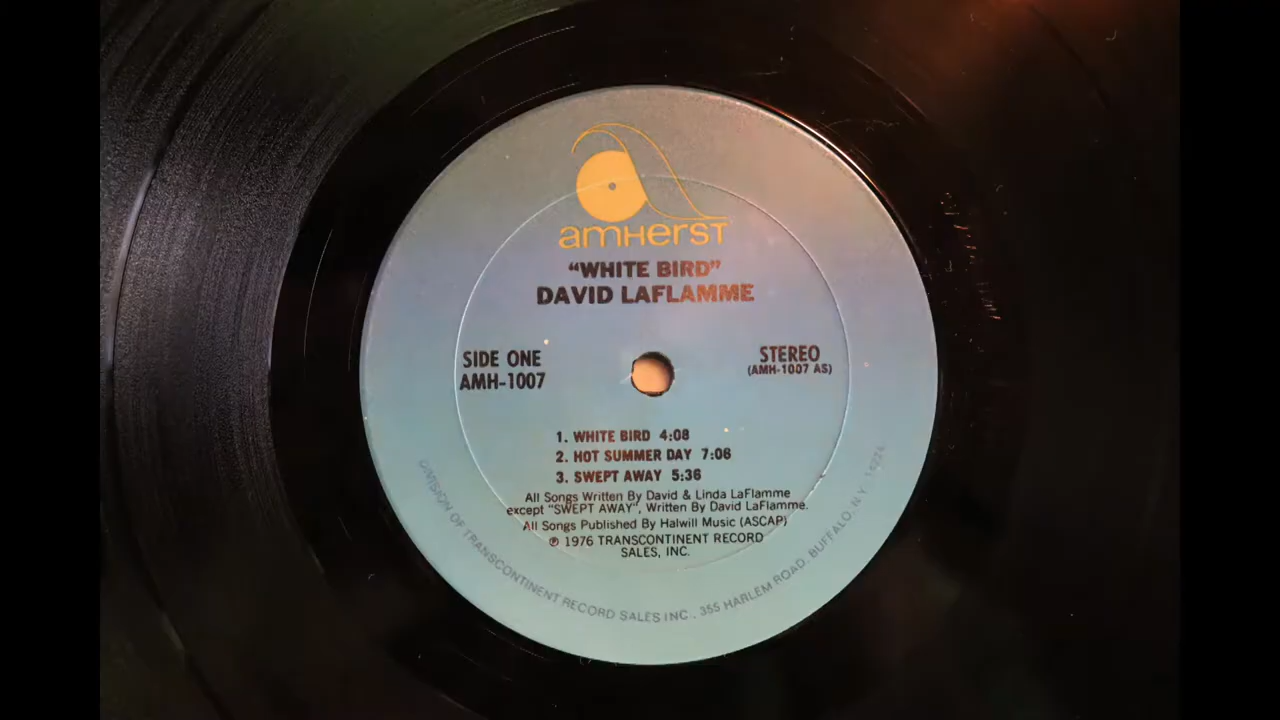 amHersT
"WHITE BIRD"
DAVID LAFLAMME
SIDE ONE
AMH-1007
STEREO
(AMH-1007 AS)
1. WHITE BIRD 4:08
2. HOT SUMMER DAY 7:06
3. SWEPT AWAY 5:36
All Songs Written By David & Linda LaFlamme
except "SWEPT AWAY", Written By David LaFlamme.
All Songs Published By Halwill Music (ASCAP)
℗ 1976 TRANSCONTINENT RECORD
SALES, INC.
DIVISION OF TRANSCONTINENT RECORD SALES INC., 355 HARLEM ROAD, BUFFALO, N.Y. 14224